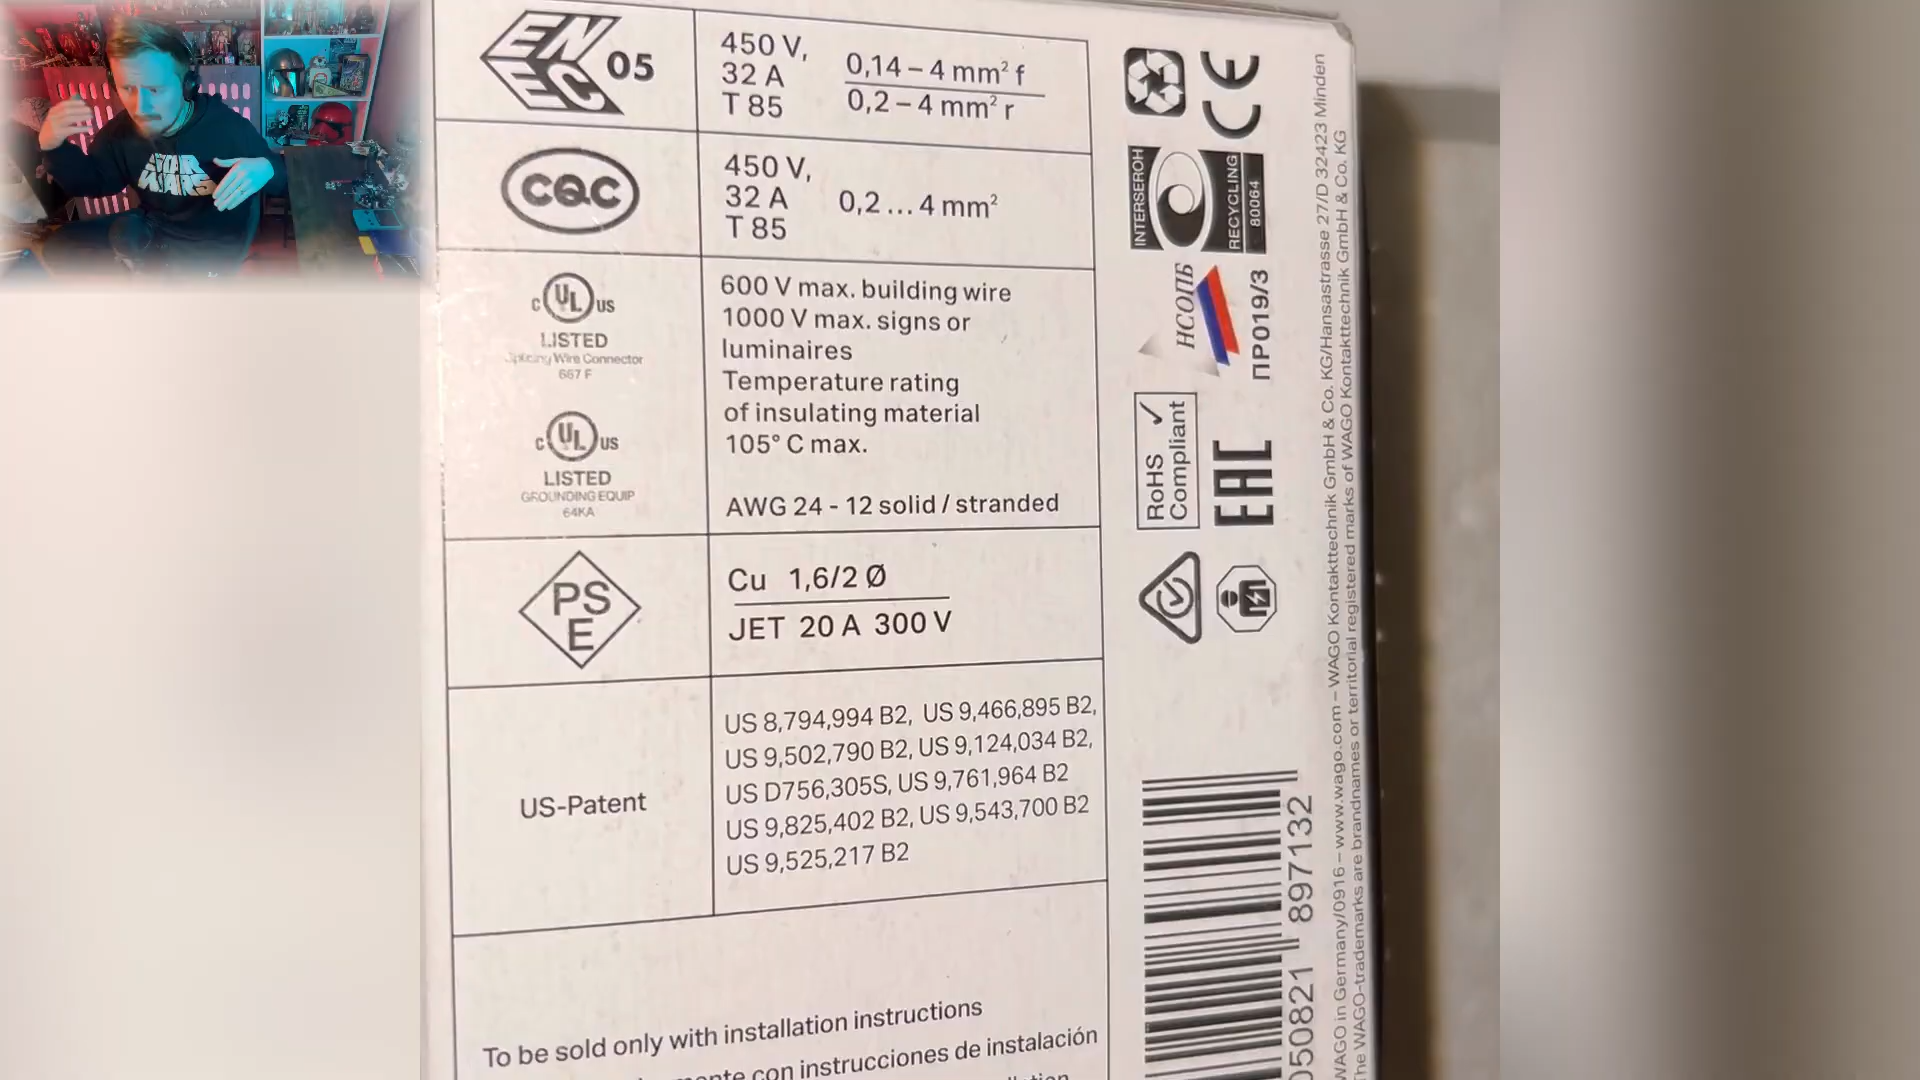 STAR
WARS
ENEC 05
450 V,
32 A
T 85
0,14 – 4 mm² f
0,2 – 4 mm² r
CQC
450 V,
32 A
T 85
0,2 ... 4 mm²
c UL us
LISTED
Splicing Wire Connector
667 F
c UL us
LISTED
GROUNDING EQUIP
64KA
600 V max. building wire
1000 V max. signs or
luminaires
Temperature rating
of insulating material
105° C max.
AWG 24 - 12 solid / stranded
PS
E
Cu 1,6/2 Ø
JET 20 A 300 V
US-Patent
US 8,794,994 B2, US 9,466,895 B2,
US 9,502,790 B2, US 9,124,034 B2,
US D756,305S, US 9,761,964 B2
US 9,825,402 B2, US 9,543,700 B2
US 9,525,217 B2
To be sold only with installation instructions
con instrucciones de instalación
CE
INTERSEROH
RECYCLING
80064
НСОПБ
ПР019/3
RoHS ✓
Compliant
EAC
050821 897132
WAGO in Germany/0916 – www.wago.com – WAGO Kontakttechnik GmbH & Co. KG/Hansastrasse 27/D 32423 Minden
The WAGO-trademarks are brandnames or territorial registered marks of WAGO Kontakttechnik GmbH & Co. KG